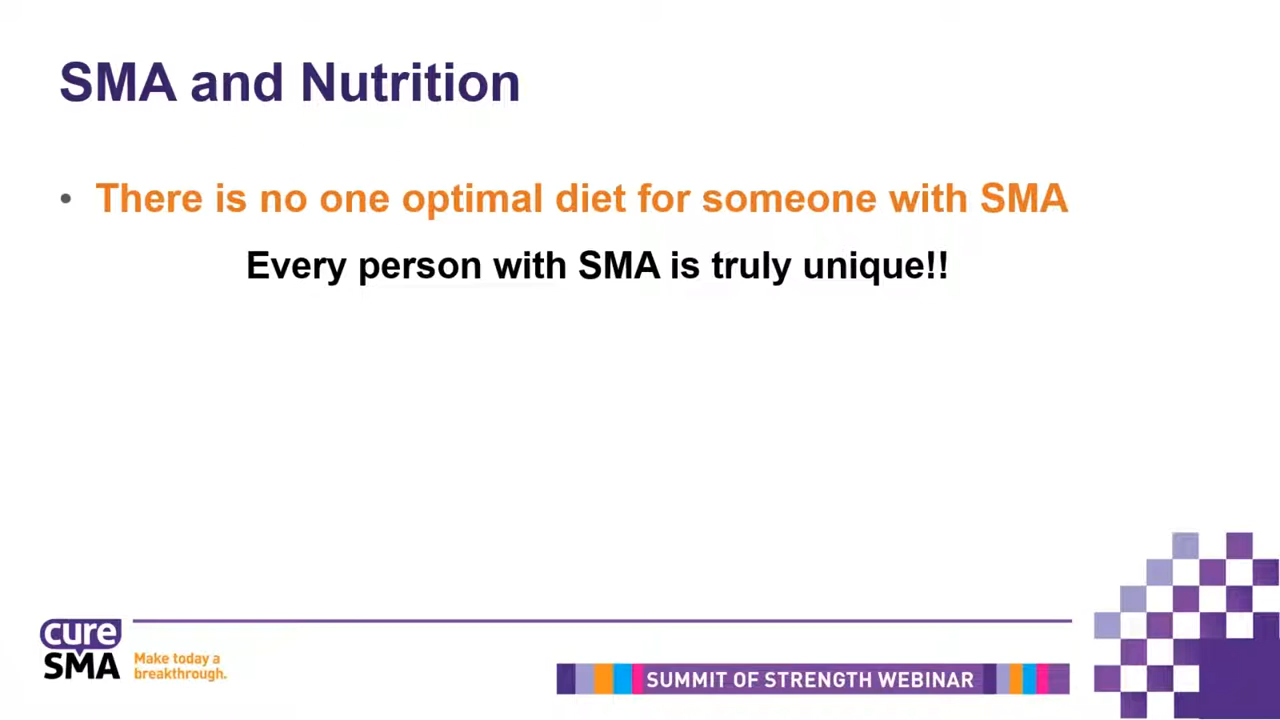 SMA and Nutrition
• There is no one optimal diet for someone with SMA
Every person with SMA is truly unique!!
cure
SMA
Make today a
breakthrough.
SUMMIT OF STRENGTH WEBINAR